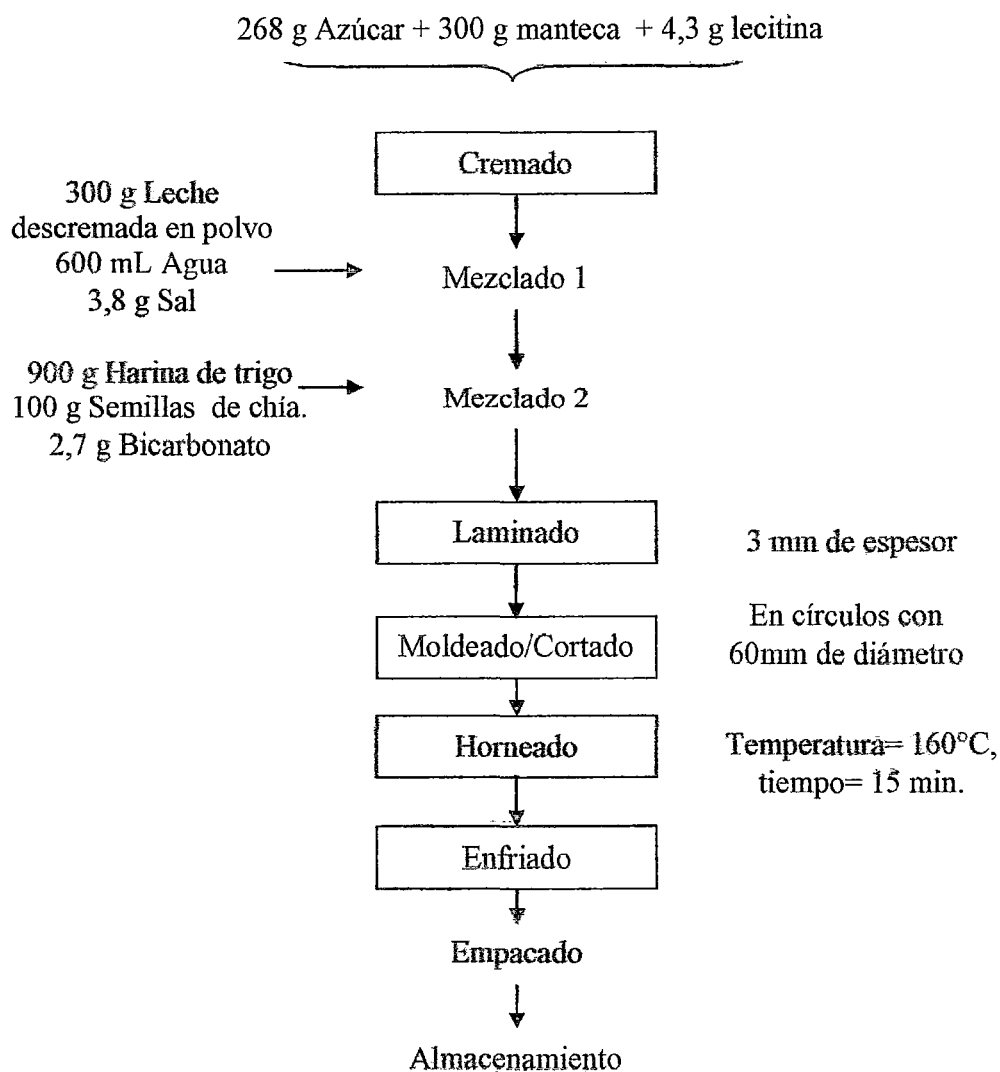 268 g Azúcar + 300 g manteca + 4,3 g lecitina
Cremado
300 g Leche
descremada en polvo
600 mL Agua
3,8 g Sal
Mezclado 1
900 g Harina de trigo
100 g Semillas de chía.
2,7 g Bicarbonato
Mezclado 2
Laminado
3 mm de espesor
Moldeado/Cortado
En círculos con
60mm de diámetro
Horneado
Temperatura= 160°C,
tiempo= 15 min.
Enfriado
Empacado
Almacenamiento